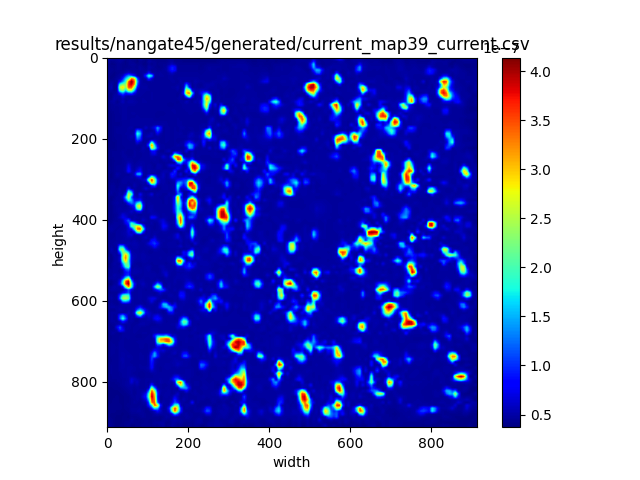 results/nangate45/generated/current_map39_current.csv
1e−7
0
200
400
600
800
height
0 200 400 600 800
width
4.0
3.5
3.0
2.5
2.0
1.5
1.0
0.5